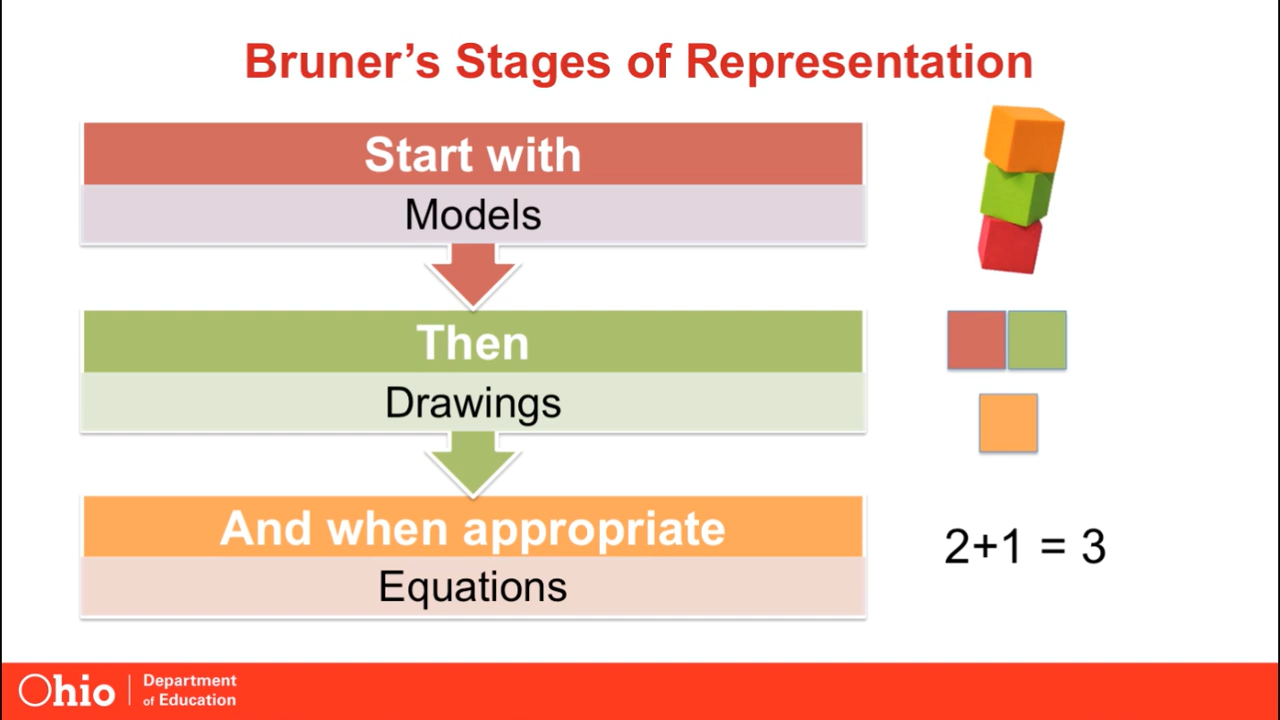 Bruner’s Stages of Representation
Start with
Models
Then
Drawings
And when appropriate
Equations
2+1 = 3
Ohio
Department
of Education